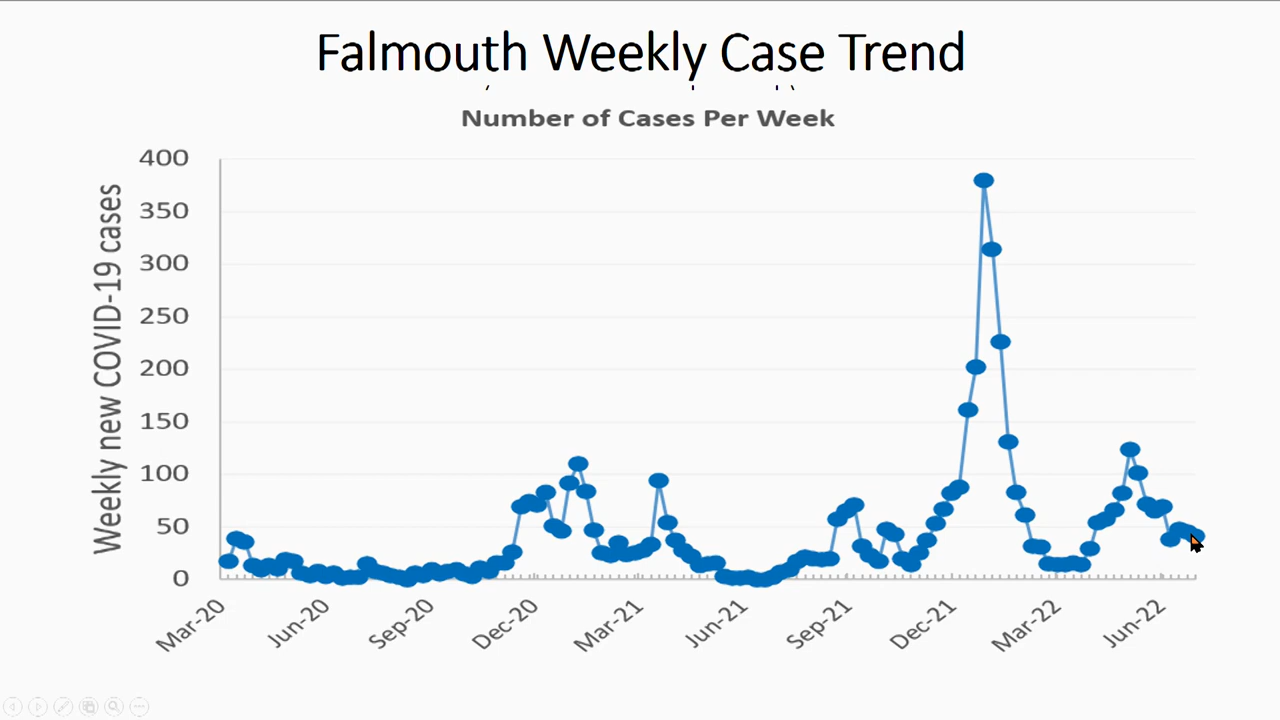 Falmouth Weekly Case Trend
Number of Cases Per Week
Weekly new COVID-19 cases
400
350
300
250
200
150
100
50
0
Mar-20
Jun-20
Sep-20
Dec-20
Mar-21
Jun-21
Sep-21
Dec-21
Mar-22
Jun-22